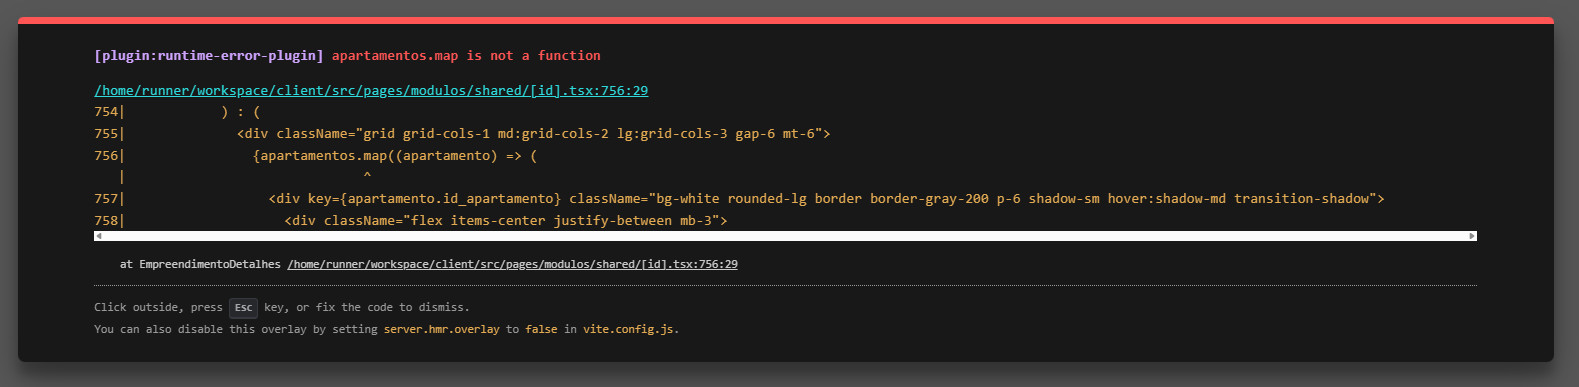 [plugin:runtime-error-plugin] apartamentos.map is not a function
/home/runner/workspace/client/src/pages/modulos/shared/[id].tsx:756:29
754|            ) : (
755|              <div className="grid grid-cols-1 md:grid-cols-2 lg:grid-cols-3 gap-6 mt-6">
756|                {apartamentos.map((apartamento) => (
   |                              ^
757|                  <div key={apartamento.id_apartamento} className="bg-white rounded-lg border border-gray-200 p-6 shadow-sm hover:shadow-md transition-shadow">
758|                    <div className="flex items-center justify-between mb-3">
at EmpreendimentoDetalhes /home/runner/workspace/client/src/pages/modulos/shared/[id].tsx:756:29
Click outside, press Esc key, or fix the code to dismiss.
You can also disable this overlay by setting server.hmr.overlay to false in vite.config.js.